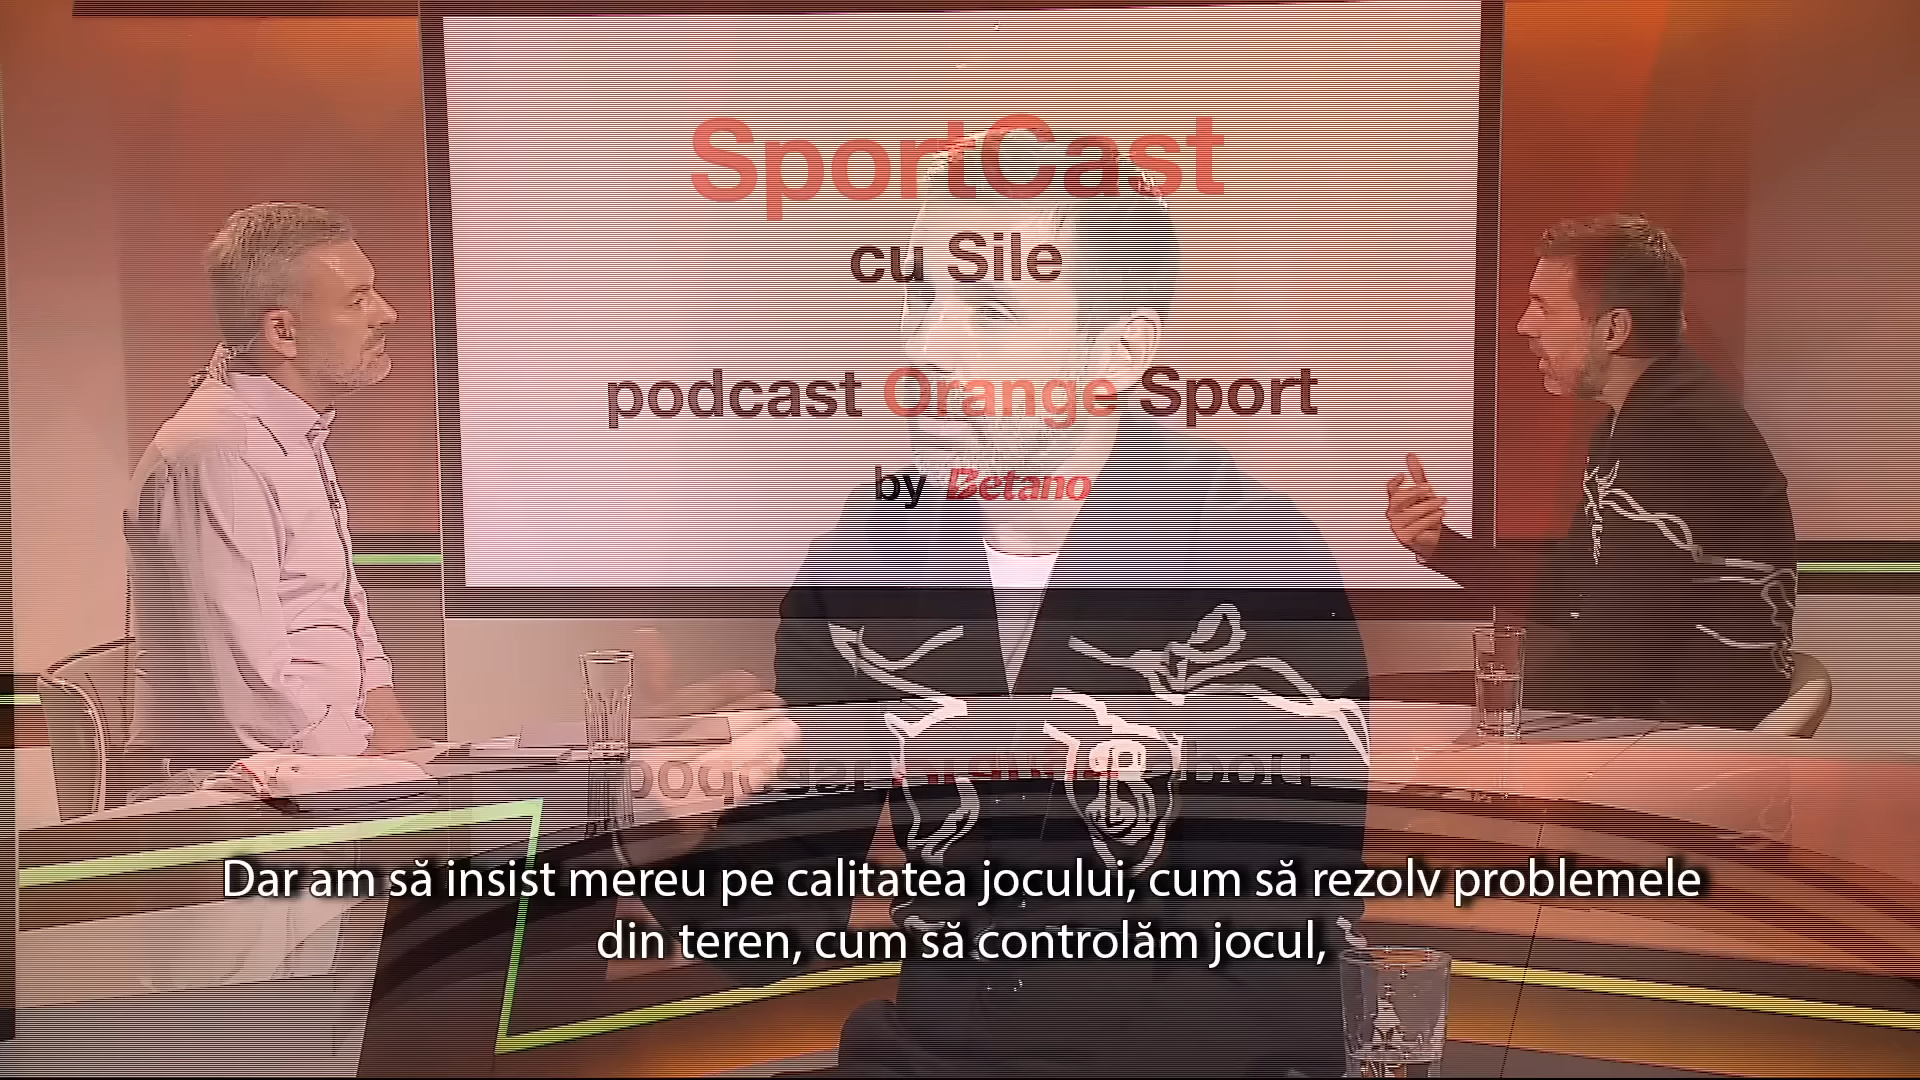 SportCast
cu Sile
podcast Orange Sport
by Betano
Dar am să insist mereu pe calitatea jocului, cum să rezolv problemele
din teren, cum să controlăm jocul,